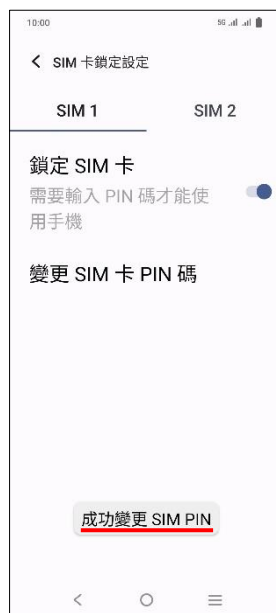 10:00 5G
SIM 卡鎖定設定
SIM 1 SIM 2
鎖定 SIM 卡
需要輸入 PIN 碼才能使
用手機
變更 SIM 卡 PIN 碼
成功變更 SIM PIN